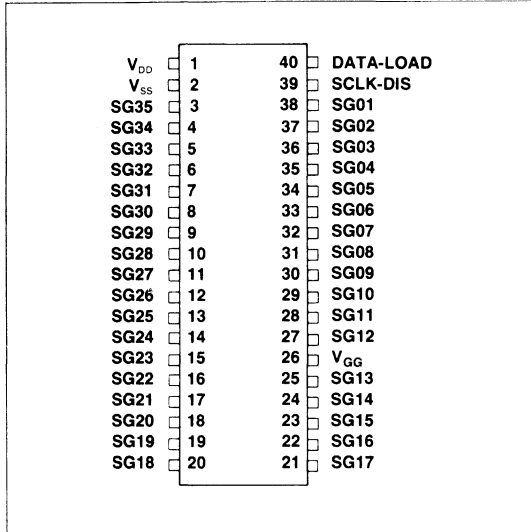 VDD 1 40 DATA-LOAD
VSS 2 39 SCLK-DIS
SG35 3 38 SG01
SG34 4 37 SG02
SG33 5 36 SG03
SG32 6 35 SG04
SG31 7 34 SG05
SG30 8 33 SG06
SG29 9 32 SG07
SG28 10 31 SG08
SG27 11 30 SG09
SG26 12 29 SG10
SG25 13 28 SG11
SG24 14 27 SG12
SG23 15 26 VGG
SG22 16 25 SG13
SG21 17 24 SG14
SG20 18 23 SG15
SG19 19 22 SG16
SG18 20 21 SG17